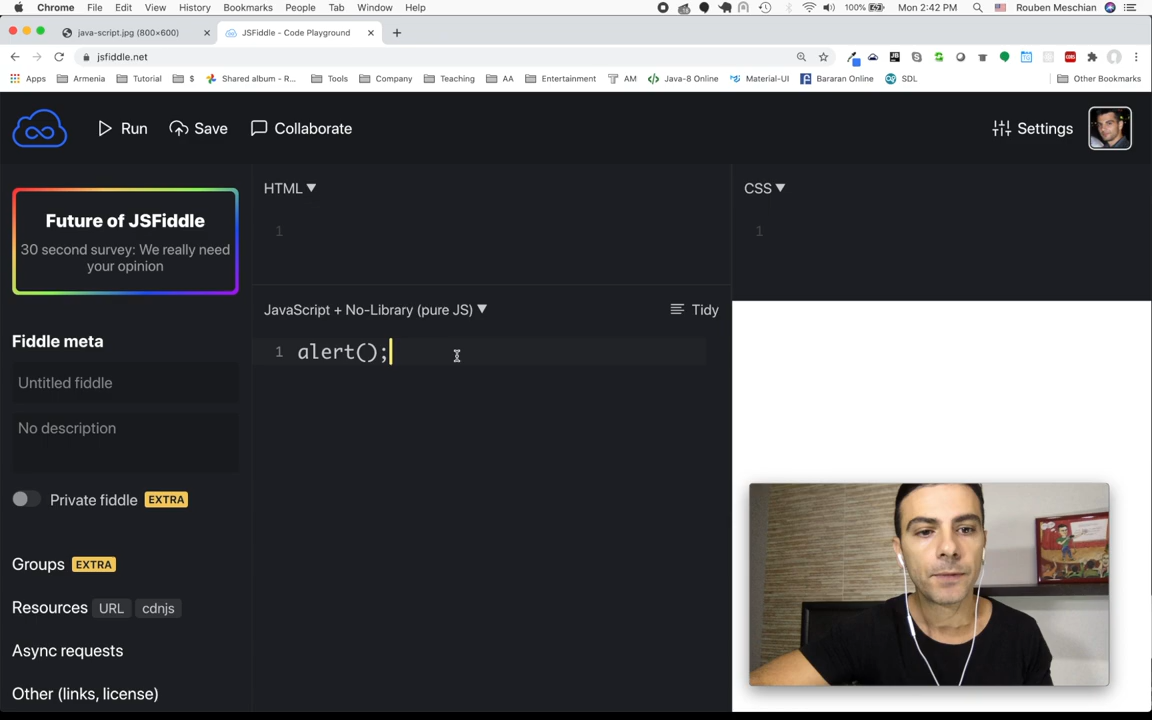 Chrome File Edit View History Bookmarks People Tab Window Help 100% Mon 2:42 PM Rouben Meschian
java-script.jpg (800×600) JSFiddle - Code Playground
jsfiddle.net
Apps Armenia Tutorial $ Shared album - R... Tools Company Teaching AA Entertainment AM Java-8 Online Material-UI Bararan Online SDL Other Bookmarks
Run Save Collaborate Settings
Future of JSFiddle
30 second survey: We really need
your opinion
Fiddle meta
Untitled fiddle
No description
Private fiddle EXTRA
Groups EXTRA
Resources URL cdnjs
Async requests
Other (links, license)
HTML
1
CSS
1
JavaScript + No-Library (pure JS) Tidy
1 alert();